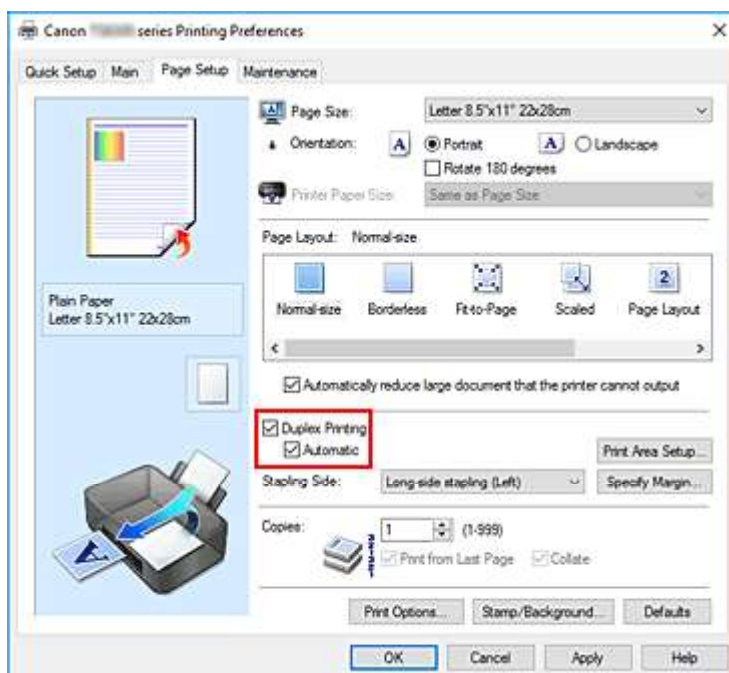 Canon series Printing Preferences
Quick Setup Main Page Setup Maintenance
Page Size: Letter 8.5"x11" 22x28cm
Orientation: A Portrait A Landscape
Rotate 180 degrees
Printer Paper Size: Same as Page Size
Page Layout: Normal-size
2
Normal-size Borderless Fit-to-Page Scaled Page Layout
Plain Paper
Letter 8.5"x11" 22x28cm
Automatically reduce large document that the printer cannot output
Duplex Printing
Automatic
Print Area Setup...
Stapling Side: Long-side stapling (Left) Specify Margin...
Copies: 1 (1-999)
Print from Last Page Collate
A
Print Options... Stamp/Background... Defaults
OK Cancel Apply Help